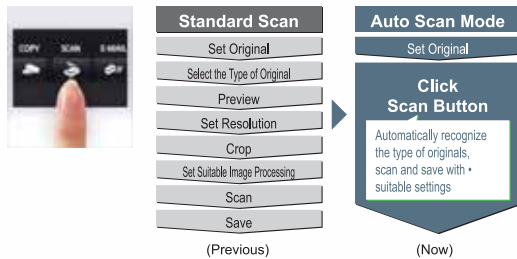 COPY SCAN E-MAIL
Standard Scan
Set Original
Select the Type of Original
Preview
Set Resolution
Crop
Set Suitable Image Processing
Scan
Save
(Previous)
Auto Scan Mode
Set Original
Click
Scan Button
Automatically recognize
the type of originals,
scan and save with •
suitable settings
(Now)